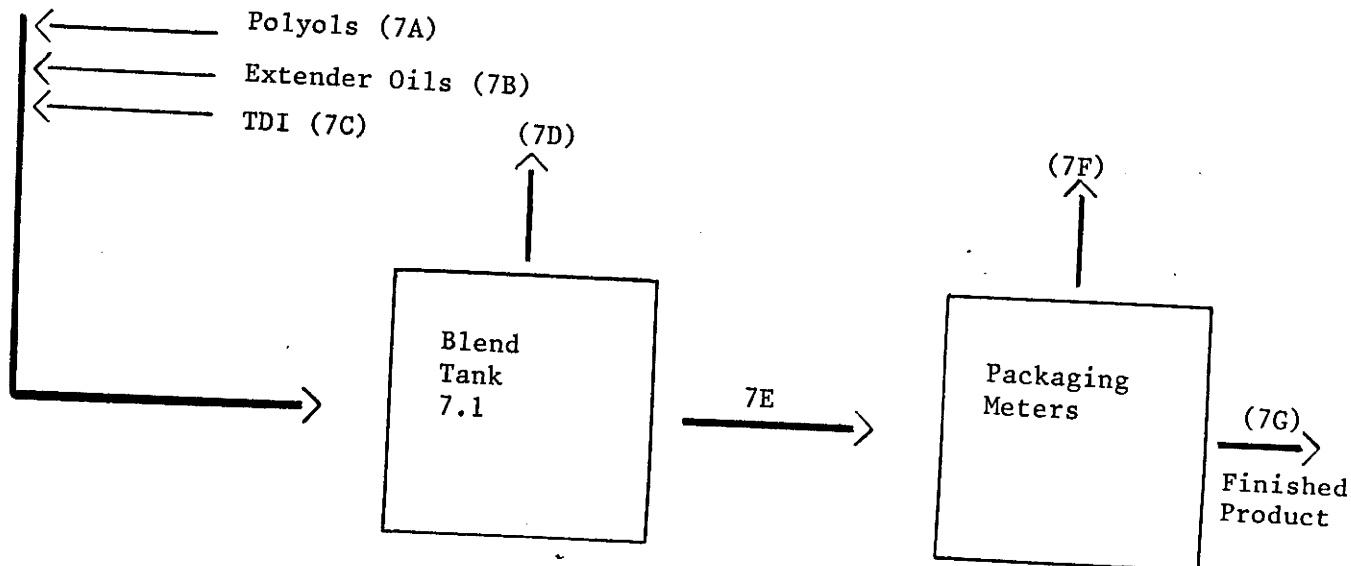 Polyols (7A)
Extender Oils (7B)
TDI (7C)
(7D)
(7F)
Blend
Tank
7.1
7E
Packaging
Meters
(7G)
Finished
Product